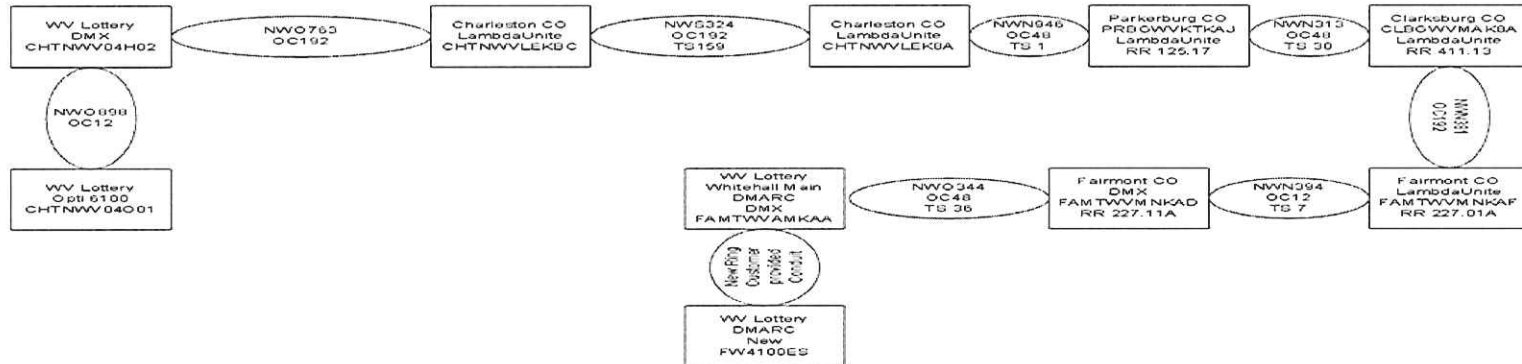 WV Lottery
DMX
CHTNWV04H02
NWO763
OC192
Charleston CO
LambdaUnite
CHTNWVLEKBC
NWS324
OC192
TS159
Charleston CO
LambdaUnite
CHTNWVLEK0A
NWN946
OC48
TS 1
Parkerburg CO
PRBGWVKTKAJ
LambdaUnite
RR 125.17
NWN313
OC48
TS 30
Clarksburg CO
CLBGWVMAK0A
LambdaUnite
RR 411.13
NWO898
OC12
OC192
WV Lottery
Opti 6100
CHTNWV04O01
WV Lottery
Whitehall Main
DMARC
DMX
FAMTWVAMKAA
NWO344
OC48
TS 36
Fairmont CO
DMX
FAMTWVMNKAD
RR 227.11A
NWN394
OC12
TS 7
Fairmont CO
LambdaUnite
FAMTWVMNKAF
RR 227.01A
New Ring
Customer
provided
Conduit
WV Lottery
DMARC
New
FW4100ES